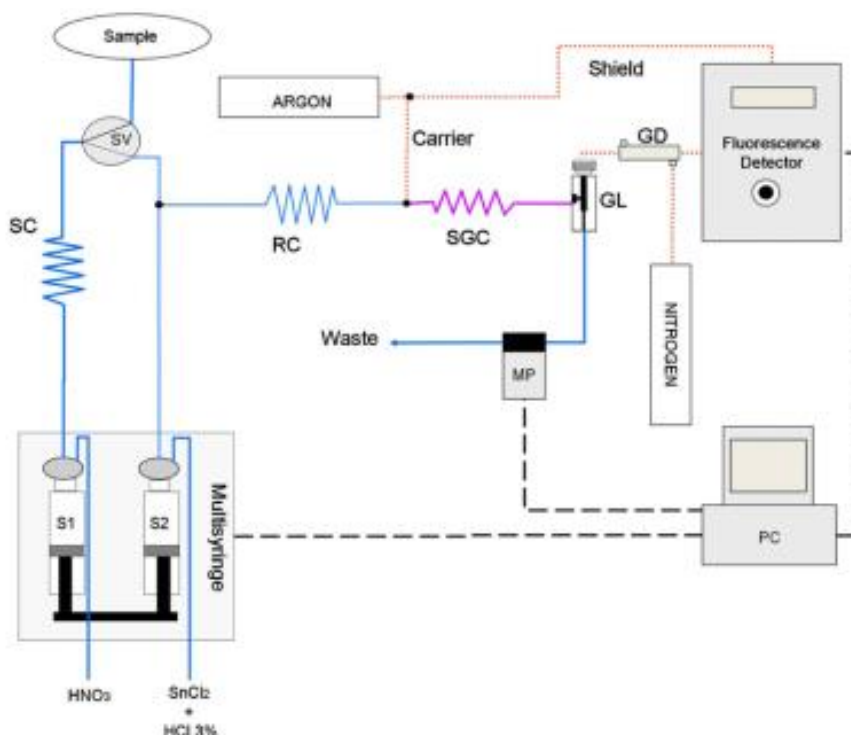 Sample
Shield
ARGON
SV
Carrier
GD
Fluorescence
Detector
SC
GL
RC
SGC
NITROGEN
Waste
MP
Multisyringe
S1
S2
PC
HNO₃
SnCl₂
+
HCl 3%